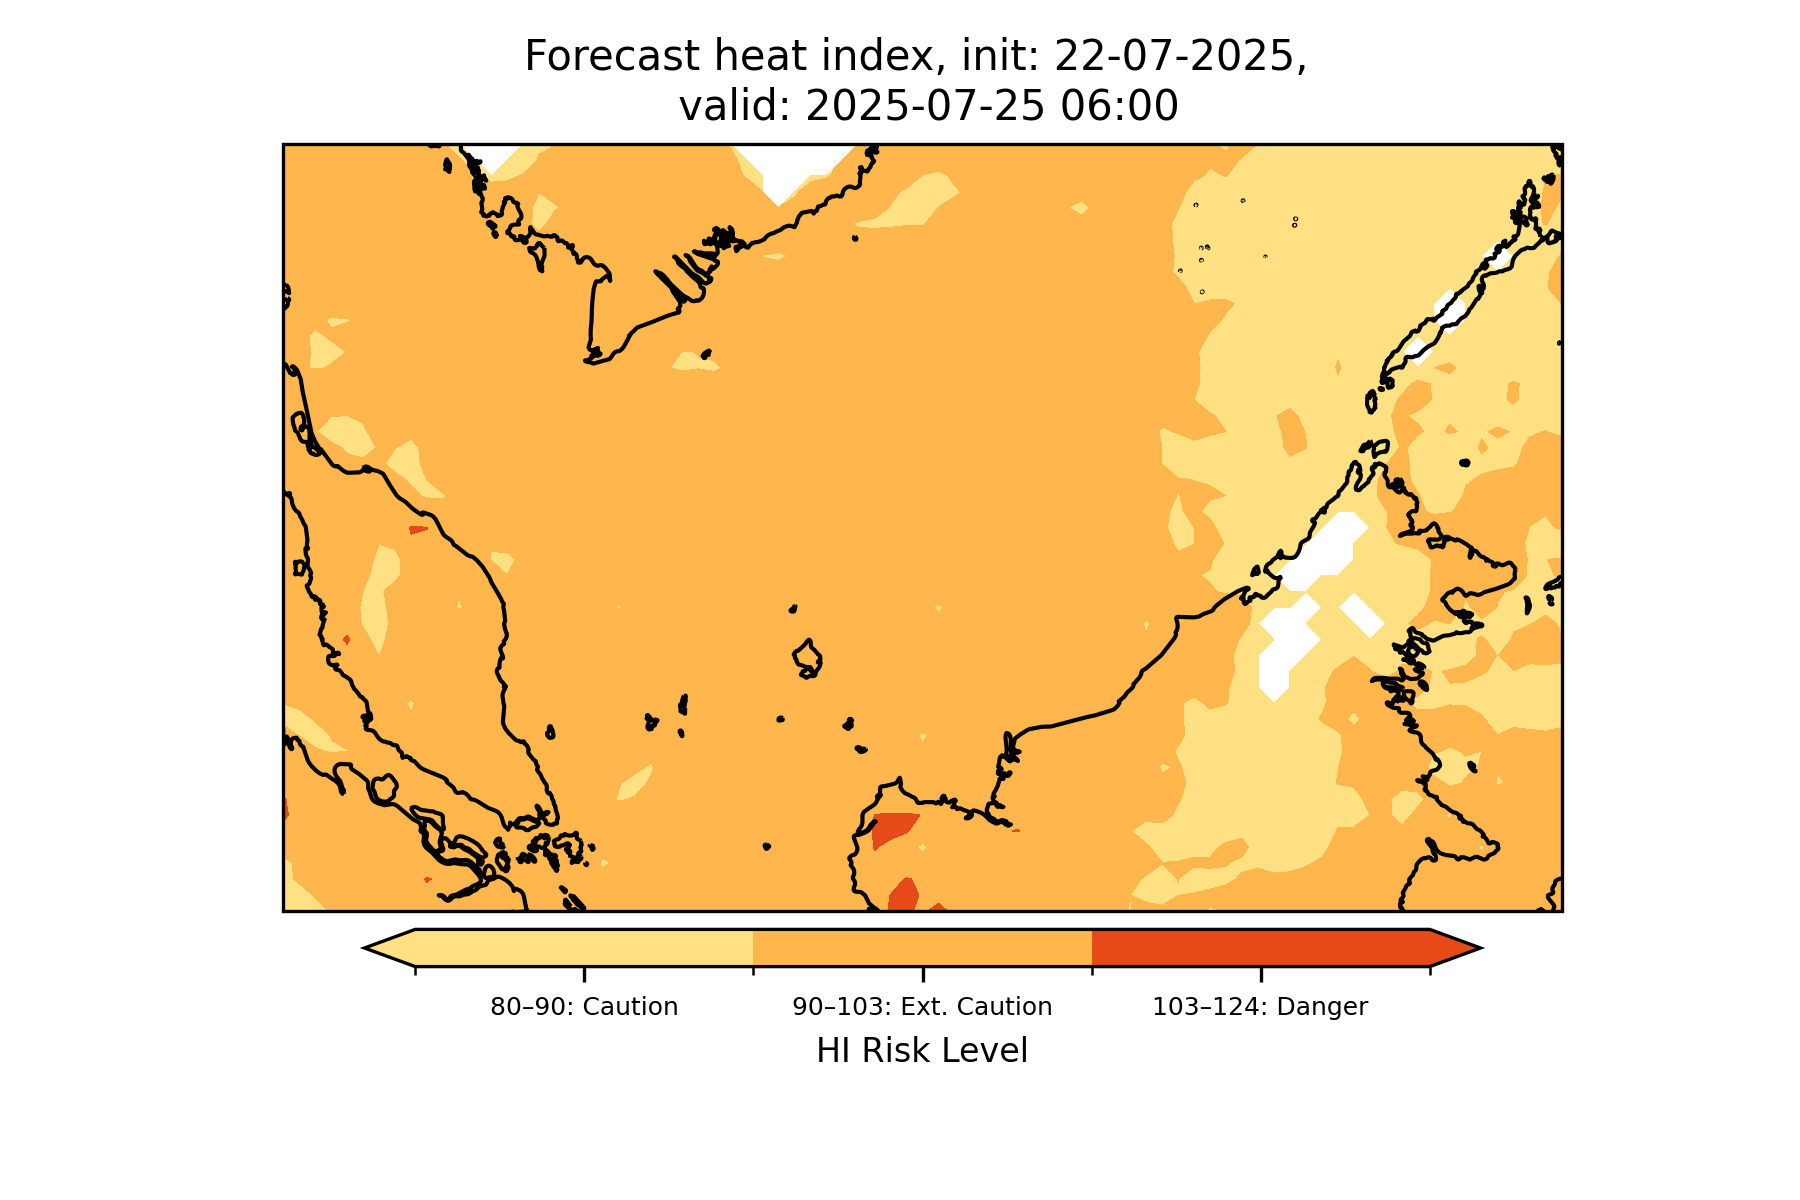 Forecast heat index, init: 22-07-2025,
valid: 2025-07-25 06:00
80–90: Caution
90–103: Ext. Caution
103–124: Danger
HI Risk Level